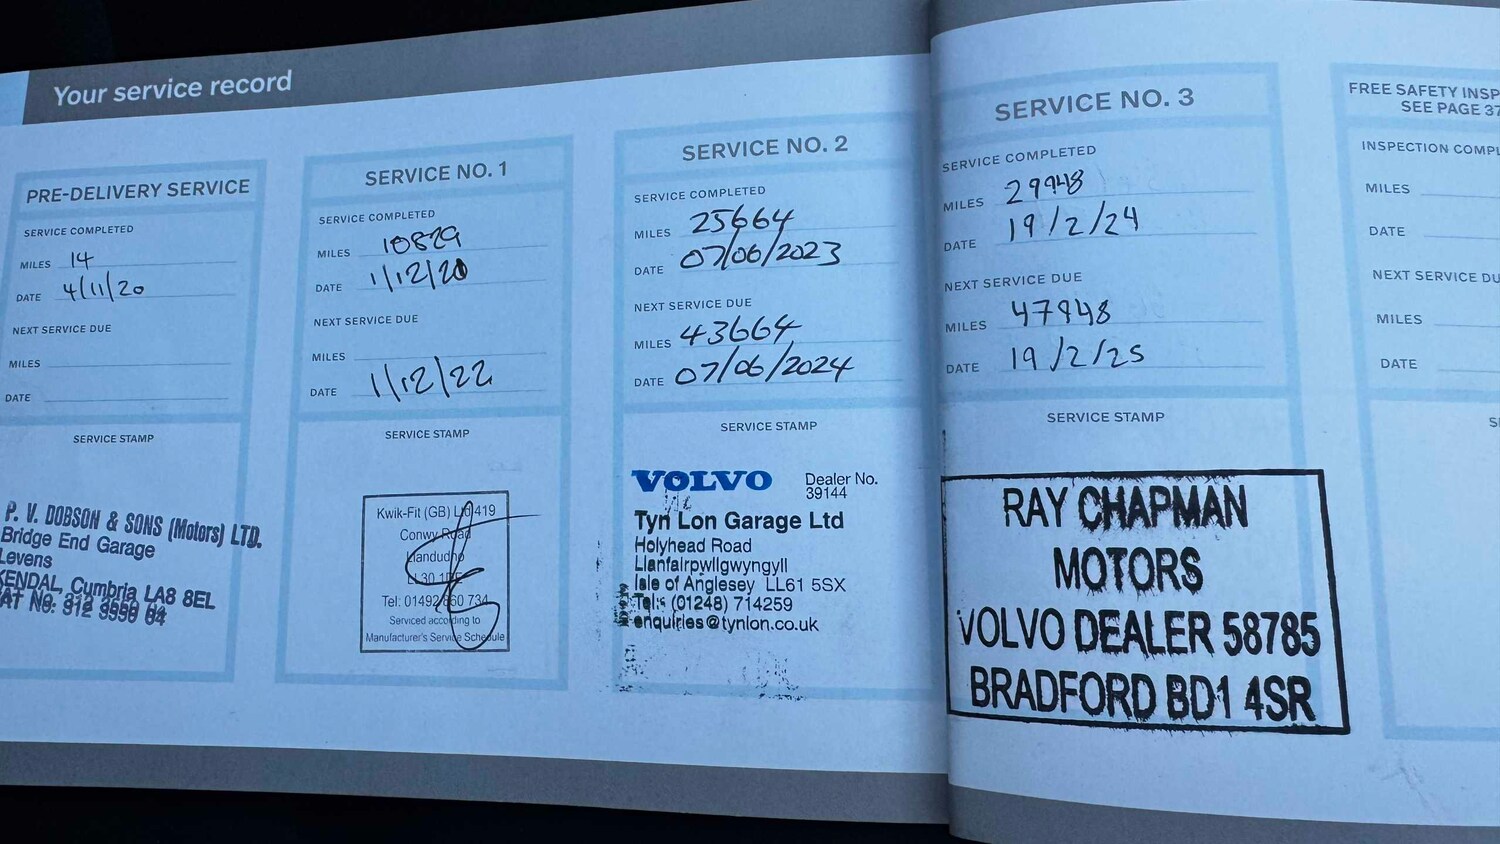 Your service record
PRE-DELIVERY SERVICE
SERVICE COMPLETED
MILES 14
DATE 4/11/20
NEXT SERVICE DUE
MILES
DATE
SERVICE STAMP
P. V. DOBSON & SONS (Motors) LTD.
Bridge End Garage
Levens
KENDAL, Cumbria LA8 8EL
SERVICE NO. 1
SERVICE COMPLETED
MILES 10829
DATE 1/12/20
NEXT SERVICE DUE
MILES
DATE 1/12/22
SERVICE STAMP
Kwik-Fit (GB) Ltd 419
Conwy Road
Llandudno
Tel: 01492 860 734
Serviced according to
Manufacturer's Service Schedule
SERVICE NO. 2
SERVICE COMPLETED
MILES 25664
DATE 07/06/2023
NEXT SERVICE DUE
MILES 43664
DATE 07/06/2024
SERVICE STAMP
VOLVO
Dealer No.
39144
Tyn Lon Garage Ltd
Holyhead Road
Llanfairpwllgwyngyll
Isle of Anglesey LL61 5SX
Tel: (01248) 714259
enquiries@tynlon.co.uk
SERVICE NO. 3
SERVICE COMPLETED
MILES 29948
DATE 19/2/24
NEXT SERVICE DUE
MILES 47948
DATE 19/2/25
SERVICE STAMP
RAY CHAPMAN
MOTORS
VOLVO DEALER 58785
BRADFORD BD1 4SR
FREE SAFETY INSP
SEE PAGE 37
INSPECTION COMPL
MILES
DATE
NEXT SERVICE DU
MILES
DATE